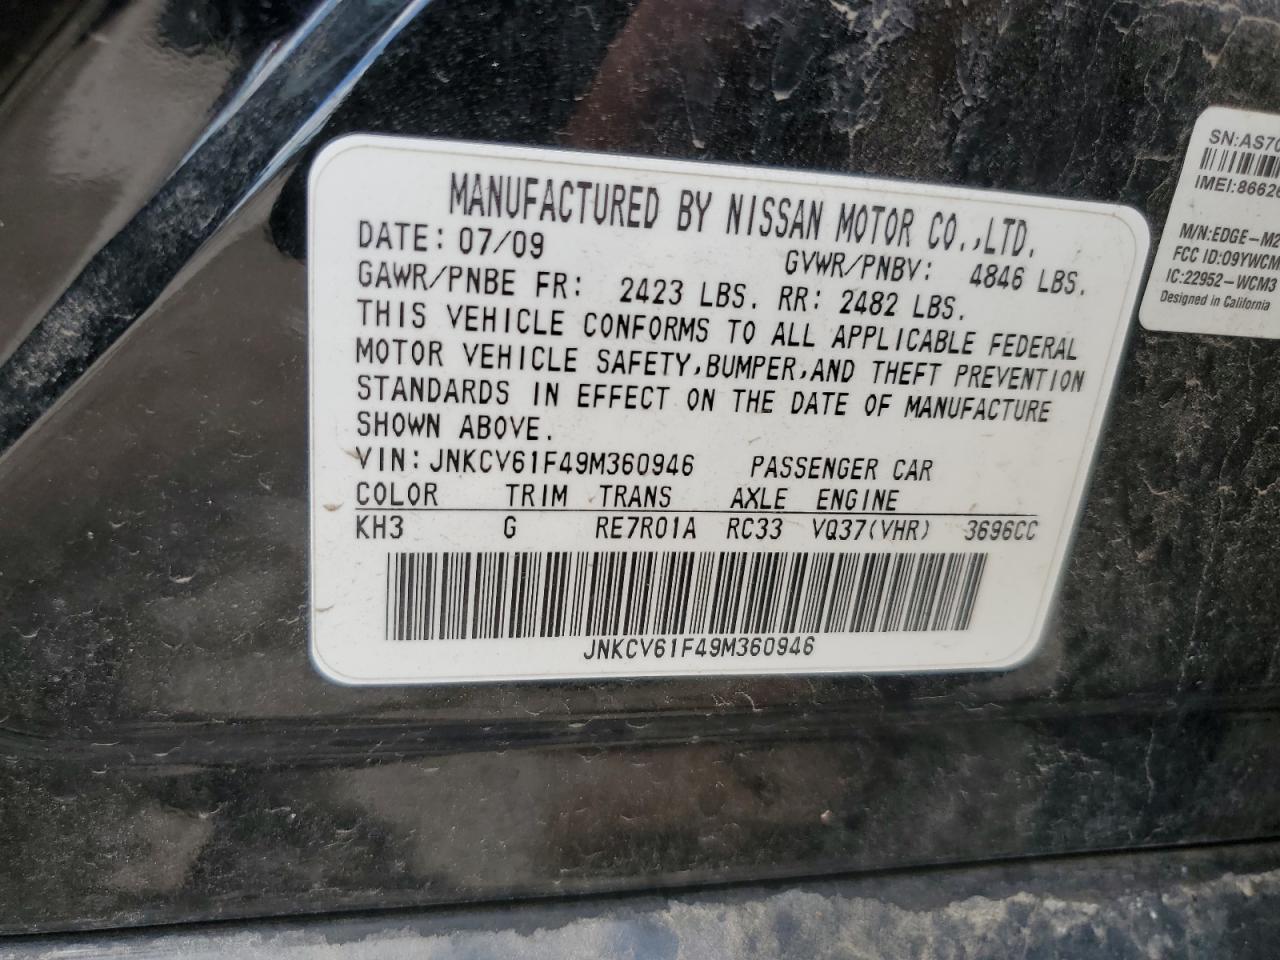 MANUFACTURED BY NISSAN MOTOR CO.,LTD.
DATE: 07/09 GVWR/PNBV: 4846 LBS.
GAWR/PNBE FR: 2423 LBS. RR: 2482 LBS.
THIS VEHICLE CONFORMS TO ALL APPLICABLE FEDERAL
MOTOR VEHICLE SAFETY,BUMPER,AND THEFT PREVENTION
STANDARDS IN EFFECT ON THE DATE OF MANUFACTURE
SHOWN ABOVE.
VIN: JNKCV61F49M360946 PASSENGER CAR
COLOR TRIM TRANS AXLE ENGINE
KH3 G RE7R01A RC33 VQ37(VHR) 3696CC
JNKCV61F49M360946
SN:AS70
IMEI:86620
M/N:EDGE-M2
FCC ID:09YWCM
IC:22952-WCM3
Designed in California